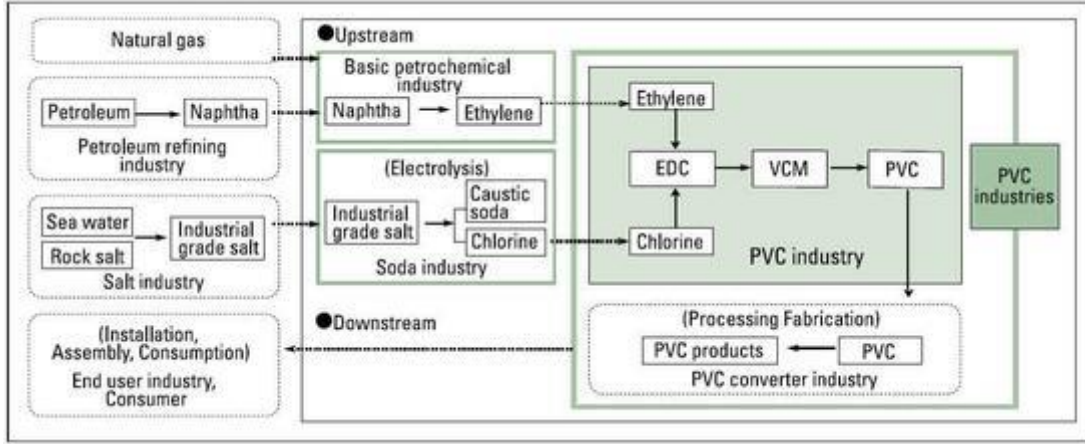 Natural gas
Petroleum
Naphtha
Petroleum refining
industry
Sea water
Rock salt
Industrial
grade salt
Salt industry
(Installation,
Assembly, Consumption)
End user industry,
Consumer
●Upstream
Basic petrochemical
industry
Naphtha
Ethylene
(Electrolysis)
Industrial
grade salt
Caustic
soda
Chlorine
Soda industry
●Downstream
Ethylene
EDC
VCM
PVC
Chlorine
PVC industry
PVC
industries
(Processing Fabrication)
PVC products
PVC
PVC converter industry